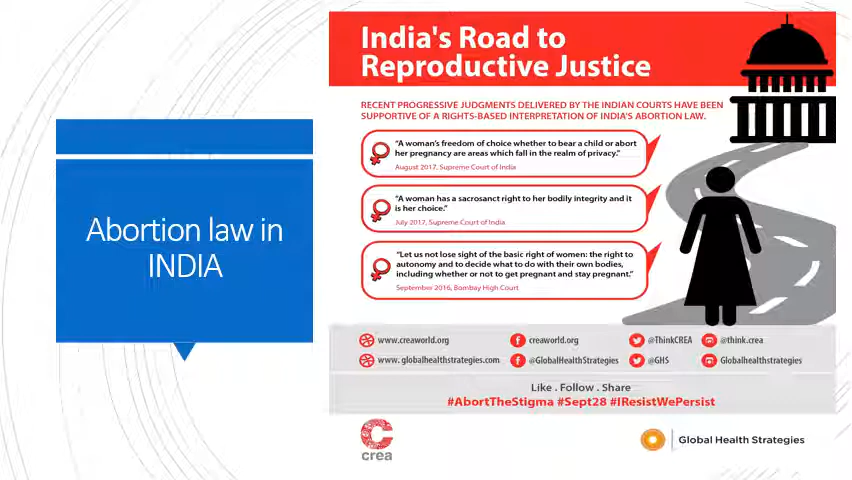 Abortion law in
INDIA
India's Road to
Reproductive Justice
RECENT PROGRESSIVE JUDGMENTS DELIVERED BY THE INDIAN COURTS HAVE BEEN
SUPPORTIVE OF A RIGHTS-BASED INTERPRETATION OF INDIA'S ABORTION LAW.
“A woman's freedom of choice whether to bear a child or abort
her pregnancy are areas which fall in the realm of privacy.”
August 2017, Supreme Court of India
“A woman has a sacrosanct right to her bodily integrity and it
is her choice.”
July 2017, Supreme Court of India
“Let us not lose sight of the basic right of women: the right to
autonomy and to decide what to do with their own bodies,
including whether or not to get pregnant and stay pregnant.”
September 2016, Bombay High Court
www.creaworld.org creaworld.org @ThinkCREA @think.crea
www. globalhealthstrategies.com @GlobalHealthStrategies @GHS Globalhealthstrategies
Like . Follow . Share
#AbortTheStigma #Sept28 #IResistWePersist
crea
Global Health Strategies